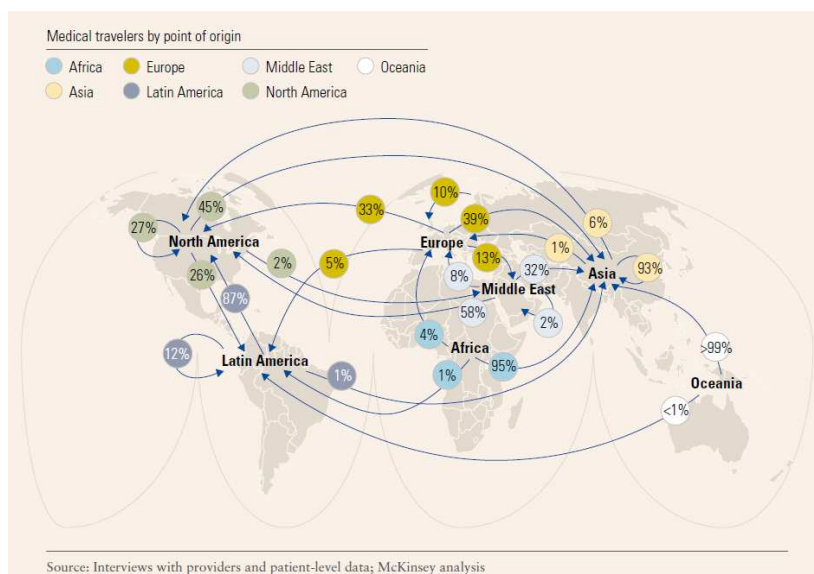 Medical travelers by point of origin
Africa Europe Middle East Oceania
Asia Latin America North America
10%
45%
33%
39%
6%
27%
North America
Europe
1%
2%
5%
13%
32%
93%
26%
8%
Asia
Middle East
87%
58%
2%
4%
Africa
>99%
12%
Latin America
1%
1%
95%
Oceania
<1%
Source: Interviews with providers and patient-level data; McKinsey analysis